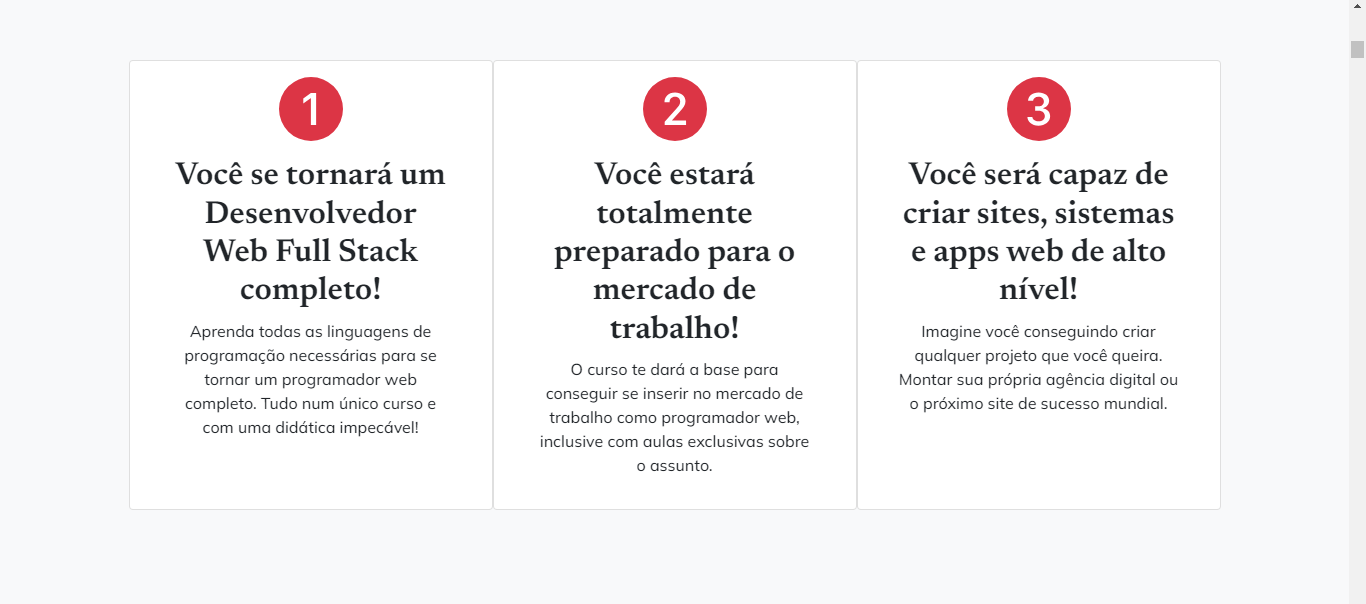 1
Você se tornará um
Desenvolvedor
Web Full Stack
completo!
Aprenda todas as linguagens de
programação necessárias para se
tornar um programador web
completo. Tudo num único curso e
com uma didática impecável!
2
Você estará
totalmente
preparado para o
mercado de
trabalho!
O curso te dará a base para
conseguir se inserir no mercado de
trabalho como programador web,
inclusive com aulas exclusivas sobre
o assunto.
3
Você será capaz de
criar sites, sistemas
e apps web de alto
nível!
Imagine você conseguindo criar
qualquer projeto que você queira.
Montar sua própria agência digital ou
o próximo site de sucesso mundial.